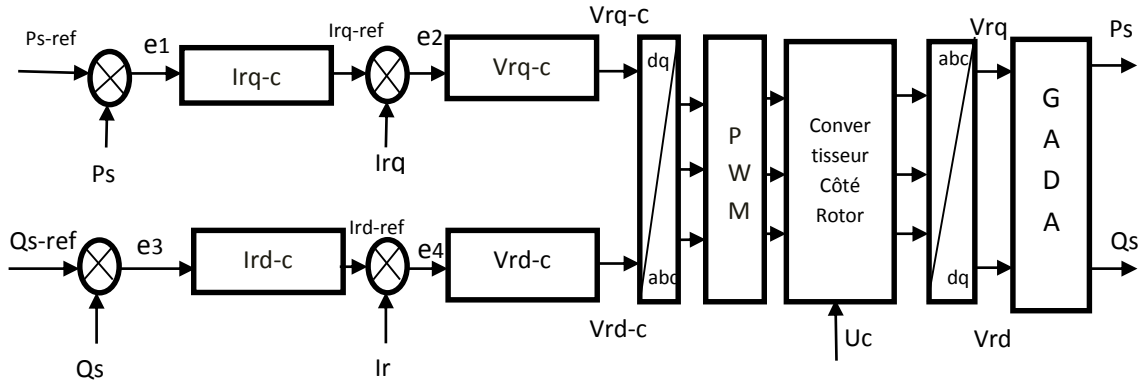 Vrq-c
Vrq
Ps
Ps-ref
e1
Irq-ref
e2
Irq-c
Vrq-c
dq
abc
P
W
M
Conver
tisseur
Côté
Rotor
G
A
D
A
Ps
Irq
Qs-ref
e3
Ird-ref
e4
Ird-c
Vrd-c
abc
dq
Qs
Qs
Ir
Vrd-c
Uc
Vrd